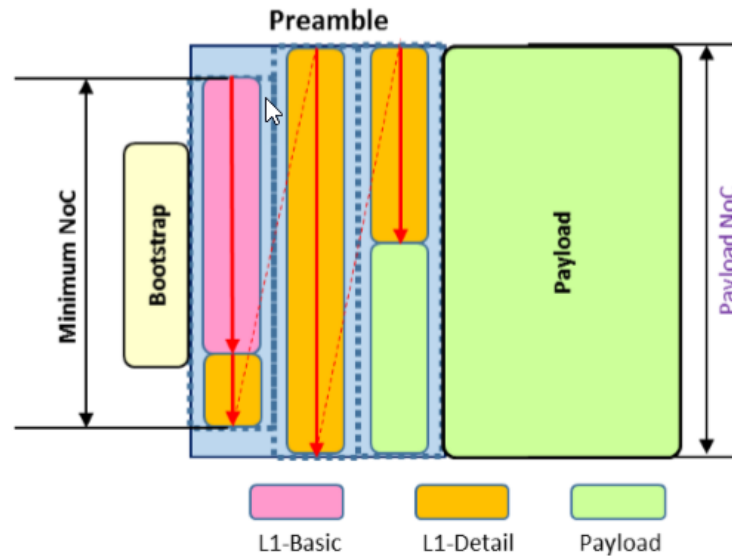 Preamble
Minimum NoC
Bootstrap
Payload
Payload NoC
L1-Basic
L1-Detail
Payload